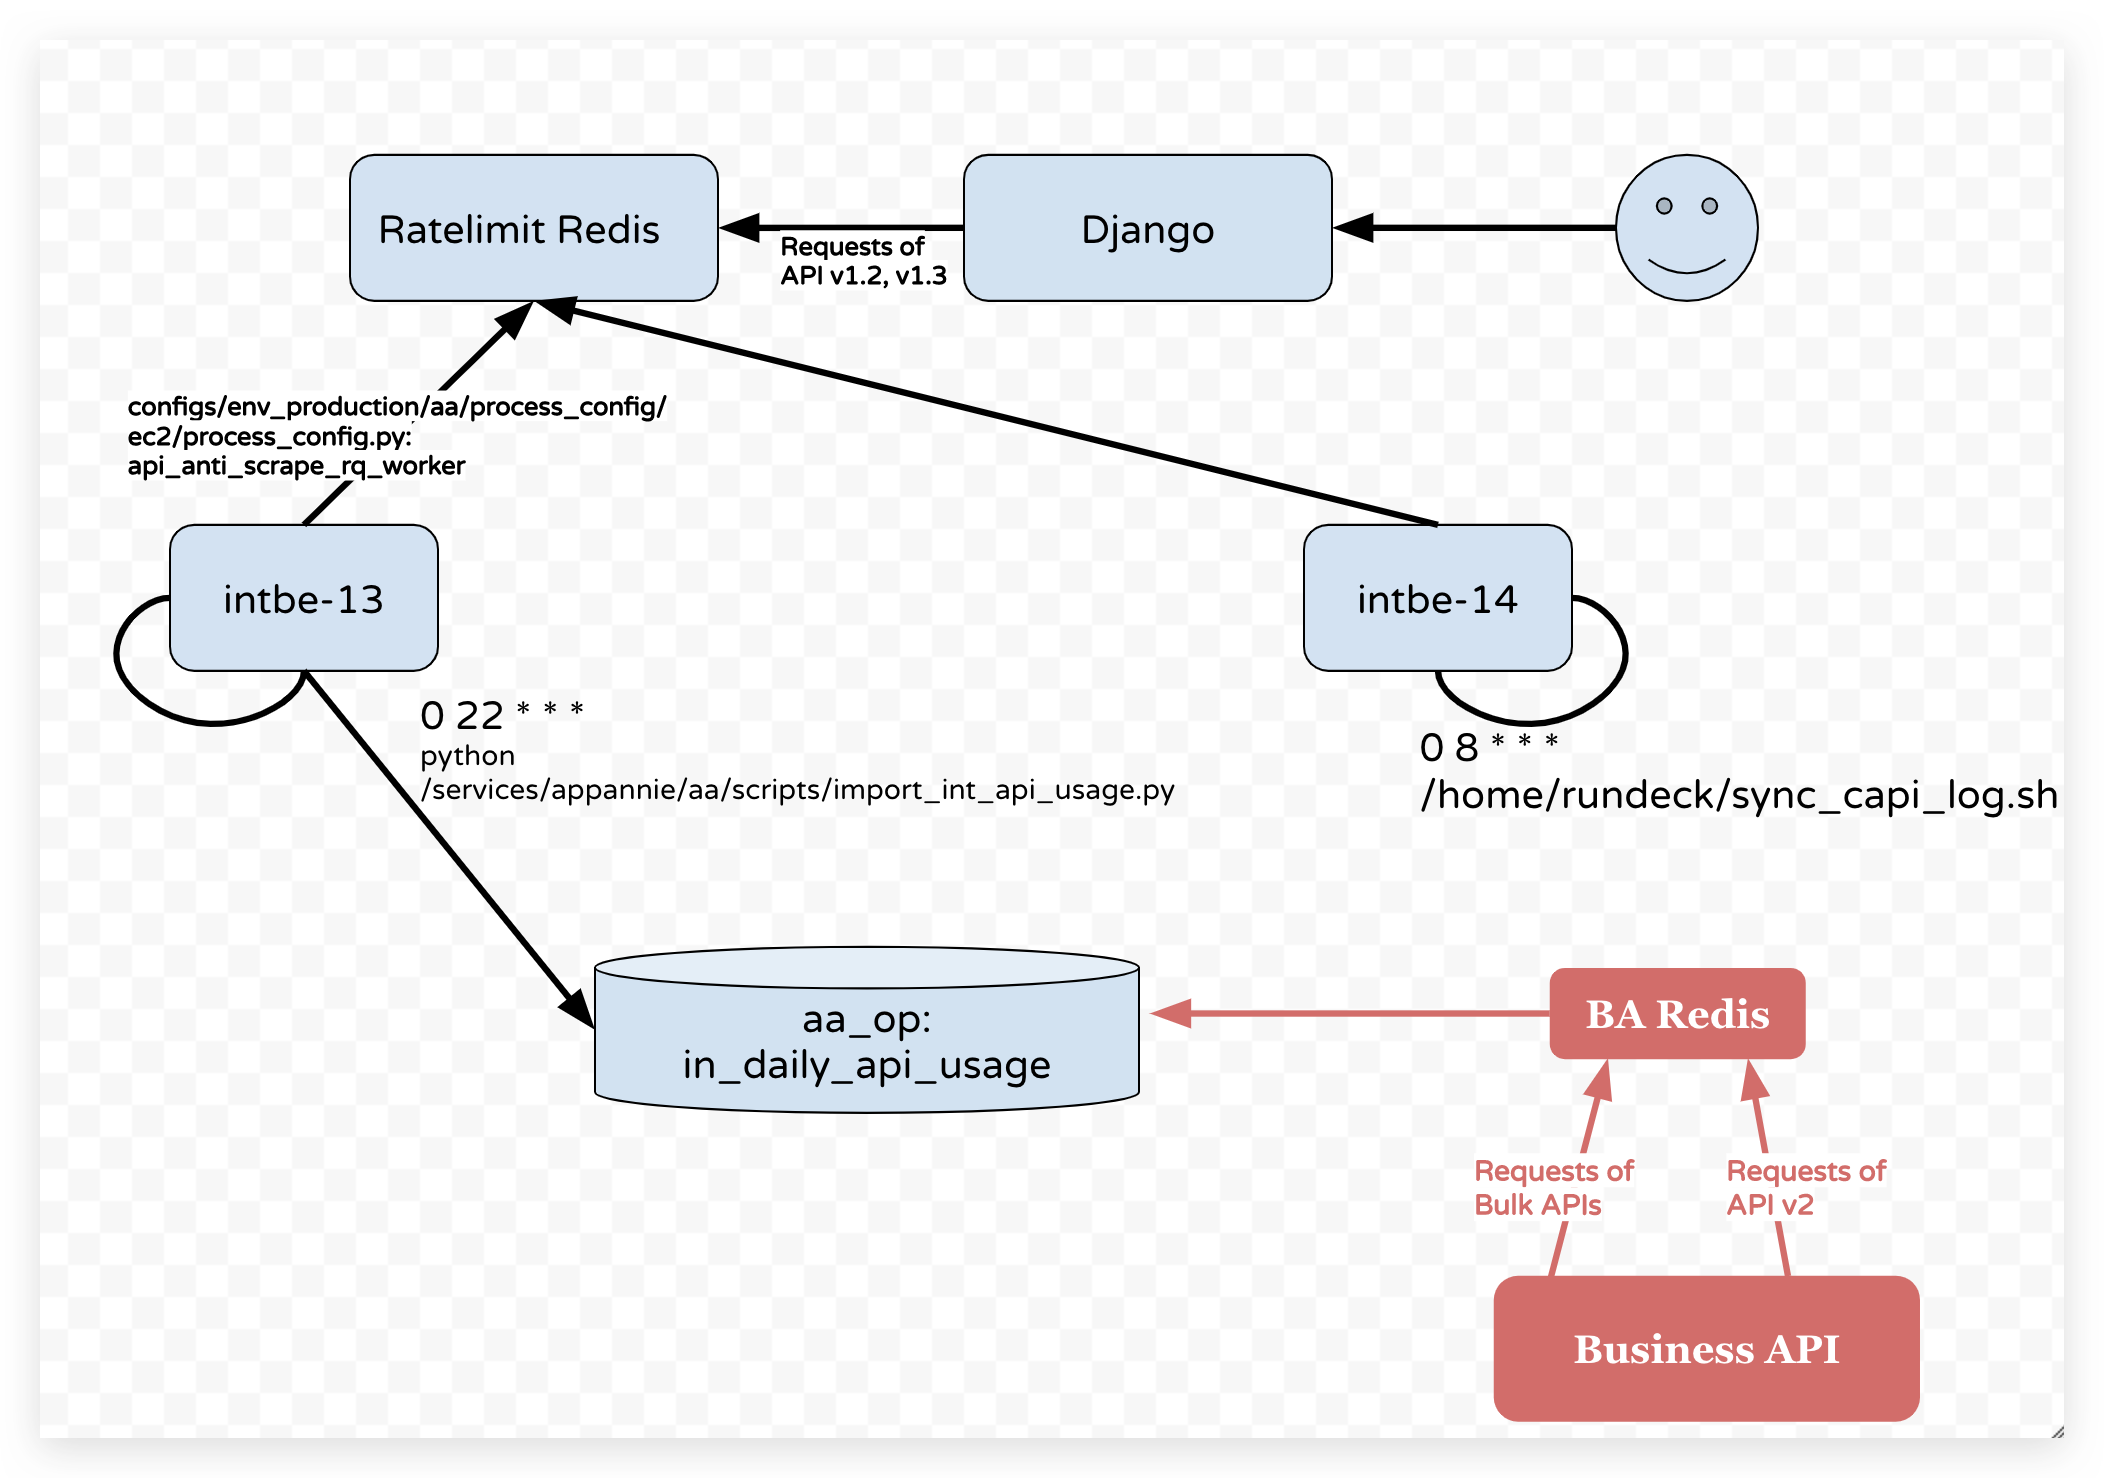 Ratelimit Redis
Django
Requests of
API v1.2, v1.3
configs/env_production/aa/process_config/
ec2/process_config.py:
api_anti_scrape_rq_worker
intbe-13
intbe-14
0 22 * * *
python
/services/appannie/aa/scripts/import_int_api_usage.py
0 8 * * *
/home/rundeck/sync_capi_log.sh
aa_op:
in_daily_api_usage
BA Redis
Requests of
Bulk APIs
Requests of
API v2
Business API